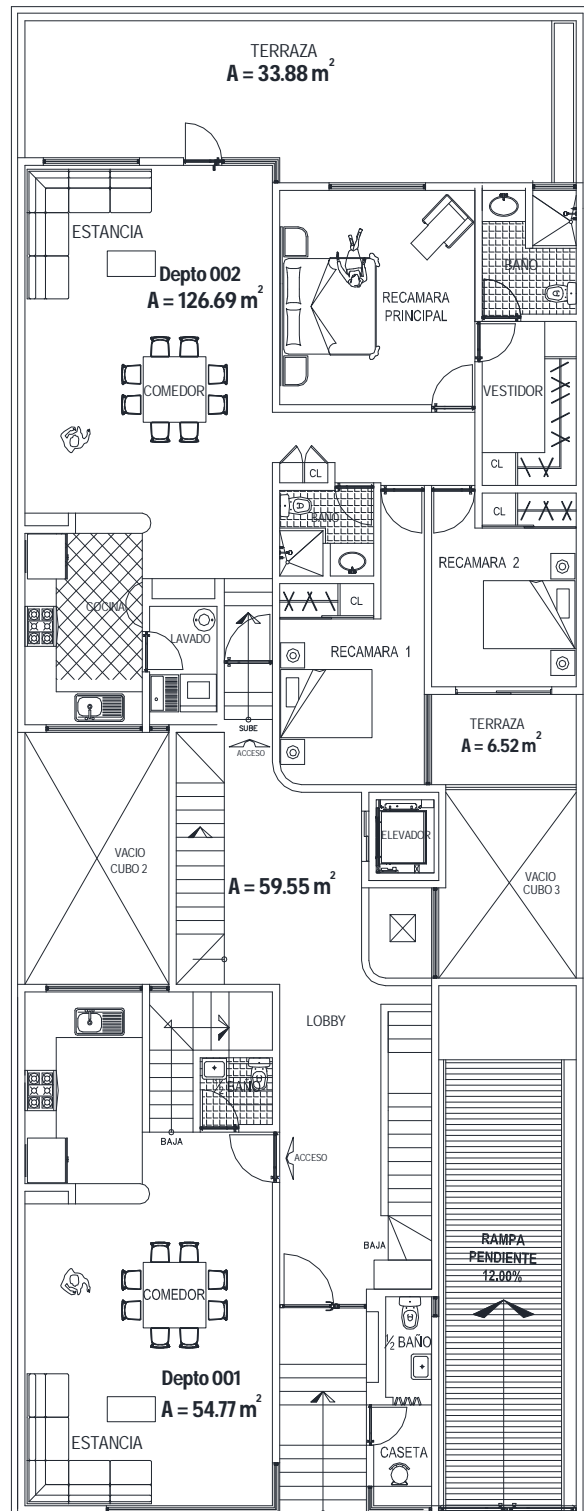 TERRAZA
A = 33.88 m²
ESTANCIA
Depto 002
A = 126.69 m²
RECAMARA
PRINCIPAL
BAÑO
COMEDOR
VESTIDOR
CL
CL
CL
BAÑO
RECAMARA 2
COCINA
LAVADO
CL
RECAMARA 1
SUBE
ACCESO
TERRAZA
A = 6.52 m²
ELEVADOR
VACIO
CUBO 2
VACIO
CUBO 3
A = 59.55 m²
LOBBY
½ BAÑO
BAJA
ACCESO
BAJA
RAMPA
PENDIENTE
12.00%
COMEDOR
½ BAÑO
Depto 001
A = 54.77 m²
ESTANCIA
CASETA